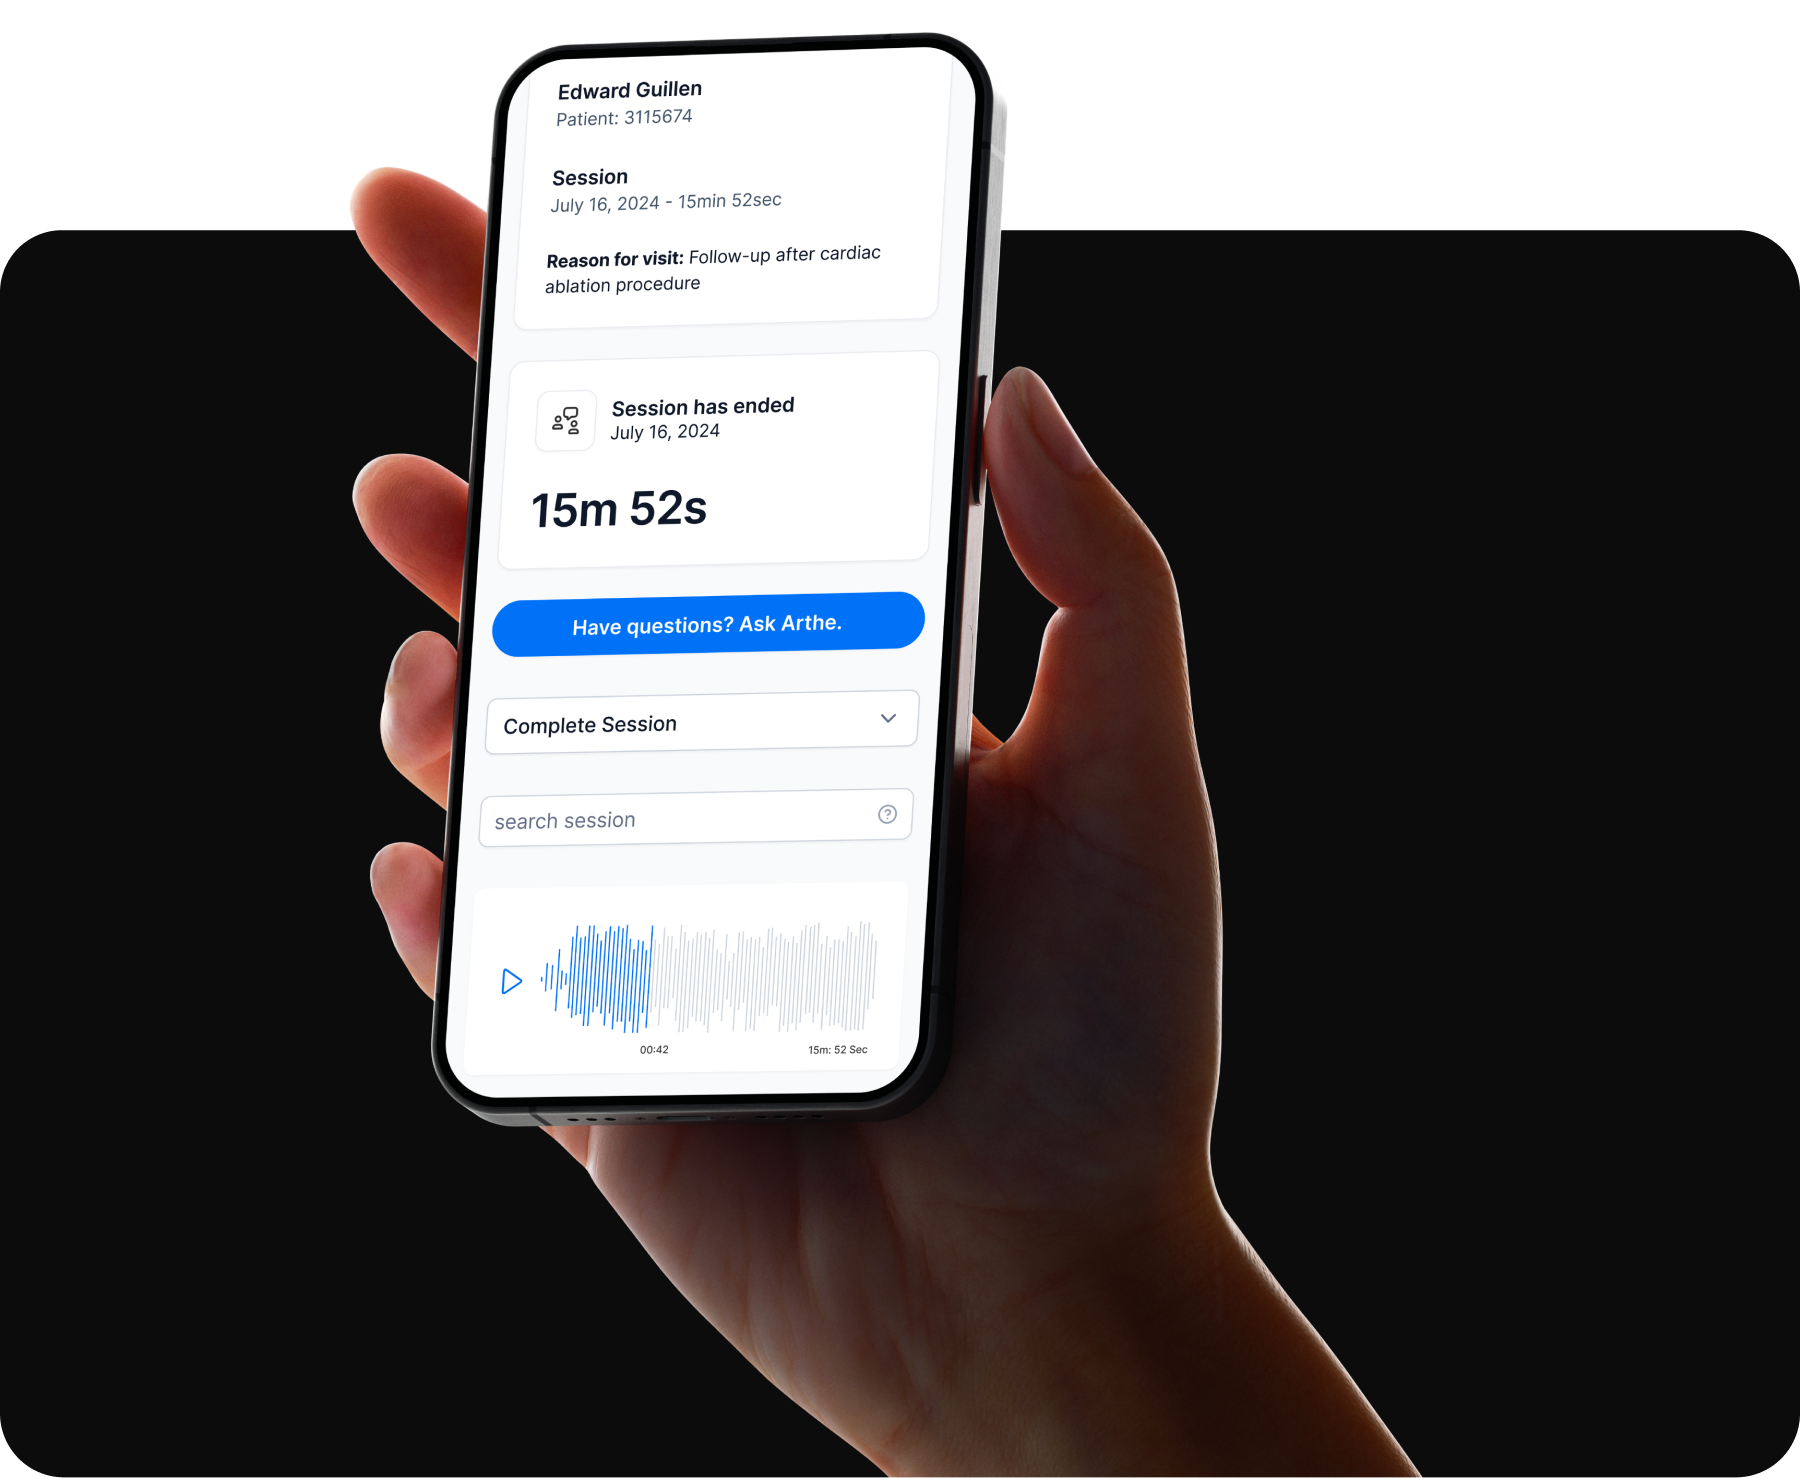 Edward Guillen
Patient: 3115674
Session
July 16, 2024 - 15min 52sec
Reason for visit: Follow-up after cardiac
ablation procedure
Session has ended
July 16, 2024
15m 52s
Have questions? Ask Arthe.
Complete Session
search session
00:42
15m: 52 Sec